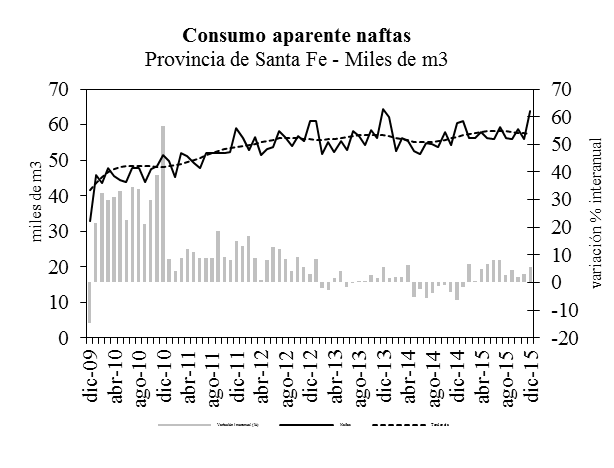 Consumo aparente naftas
Provincia de Santa Fe - Miles de m3
70
60
50
40
30
20
10
0
miles de m3
70
60
50
40
30
20
10
0
-10
-20
variación % interanual
dic-09
abr-10
ago-10
dic-10
abr-11
ago-11
dic-11
abr-12
ago-12
dic-12
abr-13
ago-13
dic-13
abr-14
ago-14
dic-14
abr-15
ago-15
dic-15
Variación interanual (%)
Naftas
Tendencia